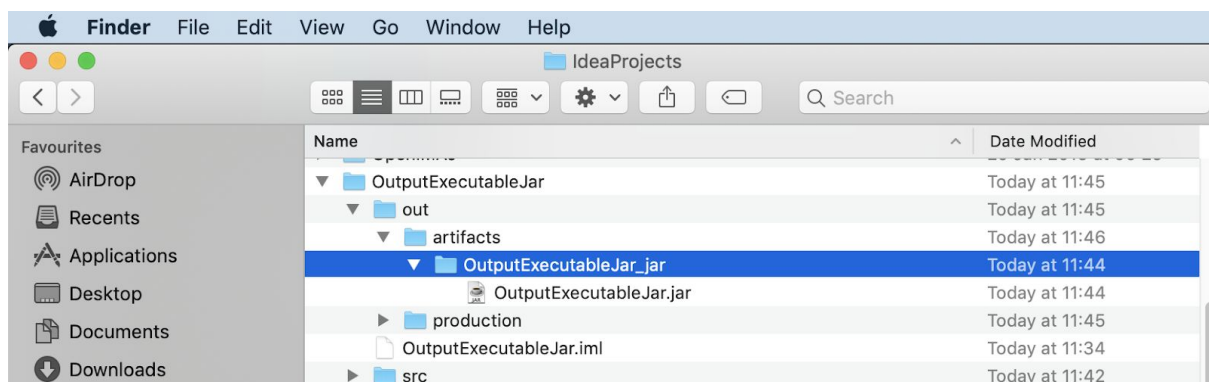 Finder File Edit View Go Window Help
IdeaProjects
Search
Favourites
AirDrop
Recents
Applications
Desktop
Documents
Downloads
Name Date Modified
OutputExecutableJar Today at 11:45
out Today at 11:45
artifacts Today at 11:46
OutputExecutableJar_jar Today at 11:44
OutputExecutableJar.jar Today at 11:44
production Today at 11:45
OutputExecutableJar.iml Today at 11:34
src Today at 11:42